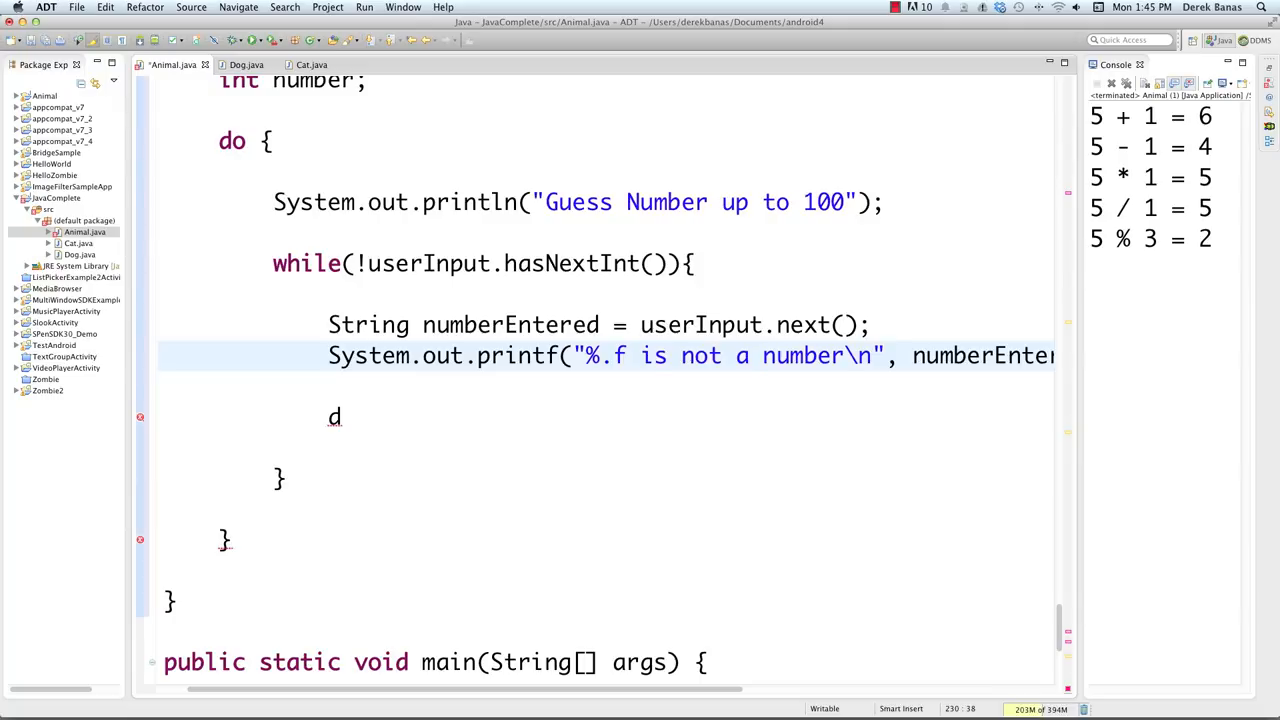 ADT File Edit Refactor Source Navigate Search Project Run Window Help 10 Mon 1:45 PM Derek Banas
Java - JavaComplete/src/Animal.java - ADT - /Users/derekbanas/Documents/android4
Quick Access Java DDMS
Package Exp
Animal
appcompat_v7
appcompat_v7_2
appcompat_v7_3
appcompat_v7_4
BridgeSample
HelloWorld
HelloZombie
ImageFilterSampleApp
JavaComplete
src
(default package)
Animal.java
Cat.java
Dog.java
JRE System Library [
ListPickerExample2Activi
MediaBrowser
MultiWindowSDKExample
MusicPlayerActivity
SlookActivity
SPenSDK30_Demo
TestAndroid
TextGroupActivity
VideoPlayerActivity
Zombie
Zombie2
*Animal.java Dog.java Cat.java
int number;
do {
System.out.println("Guess Number up to 100");
while(!userInput.hasNextInt()){
String numberEntered = userInput.next();
System.out.printf("%.f is not a number\n", numberEnter
d
}
}
}
public static void main(String[] args) {
Console
<terminated> Animal (1) [Java Application] /S
5 + 1 = 6
5 - 1 = 4
5 * 1 = 5
5 / 1 = 5
5 % 3 = 2
Writable Smart Insert 230 : 38 203M of 394M